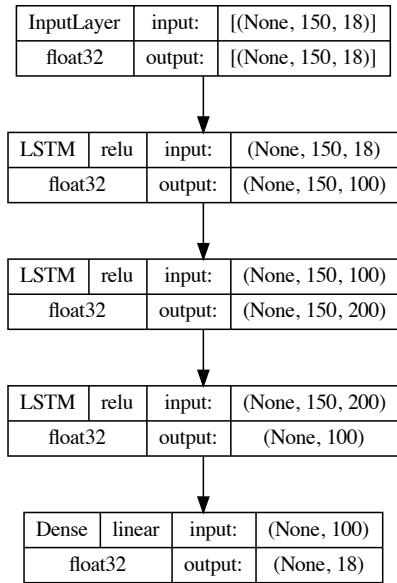 InputLayer input: [(None, 150, 18)]
float32 output: [(None, 150, 18)]
LSTM relu input: (None, 150, 18)
float32 output: (None, 150, 100)
LSTM relu input: (None, 150, 100)
float32 output: (None, 150, 200)
LSTM relu input: (None, 150, 200)
float32 output: (None, 100)
Dense linear input: (None, 100)
float32 output: (None, 18)